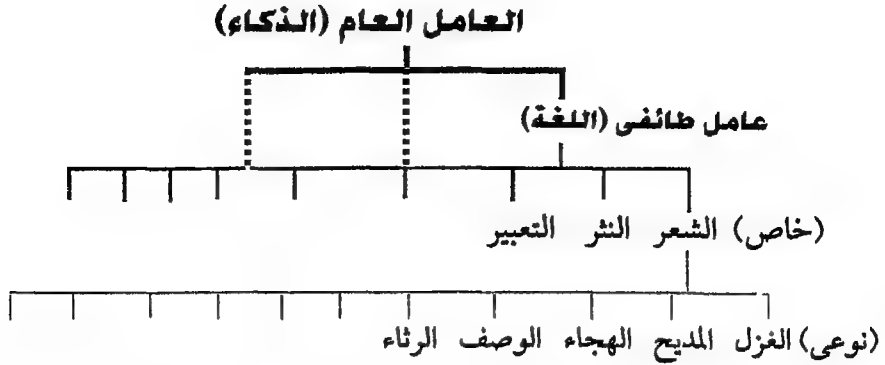 العامل العام (الذكاء)
عامل طائفى (اللغة)
(خاص) الشعر النثر التعبير
(نوعى) الغزل المديح الهجاء الوصف الرثاء